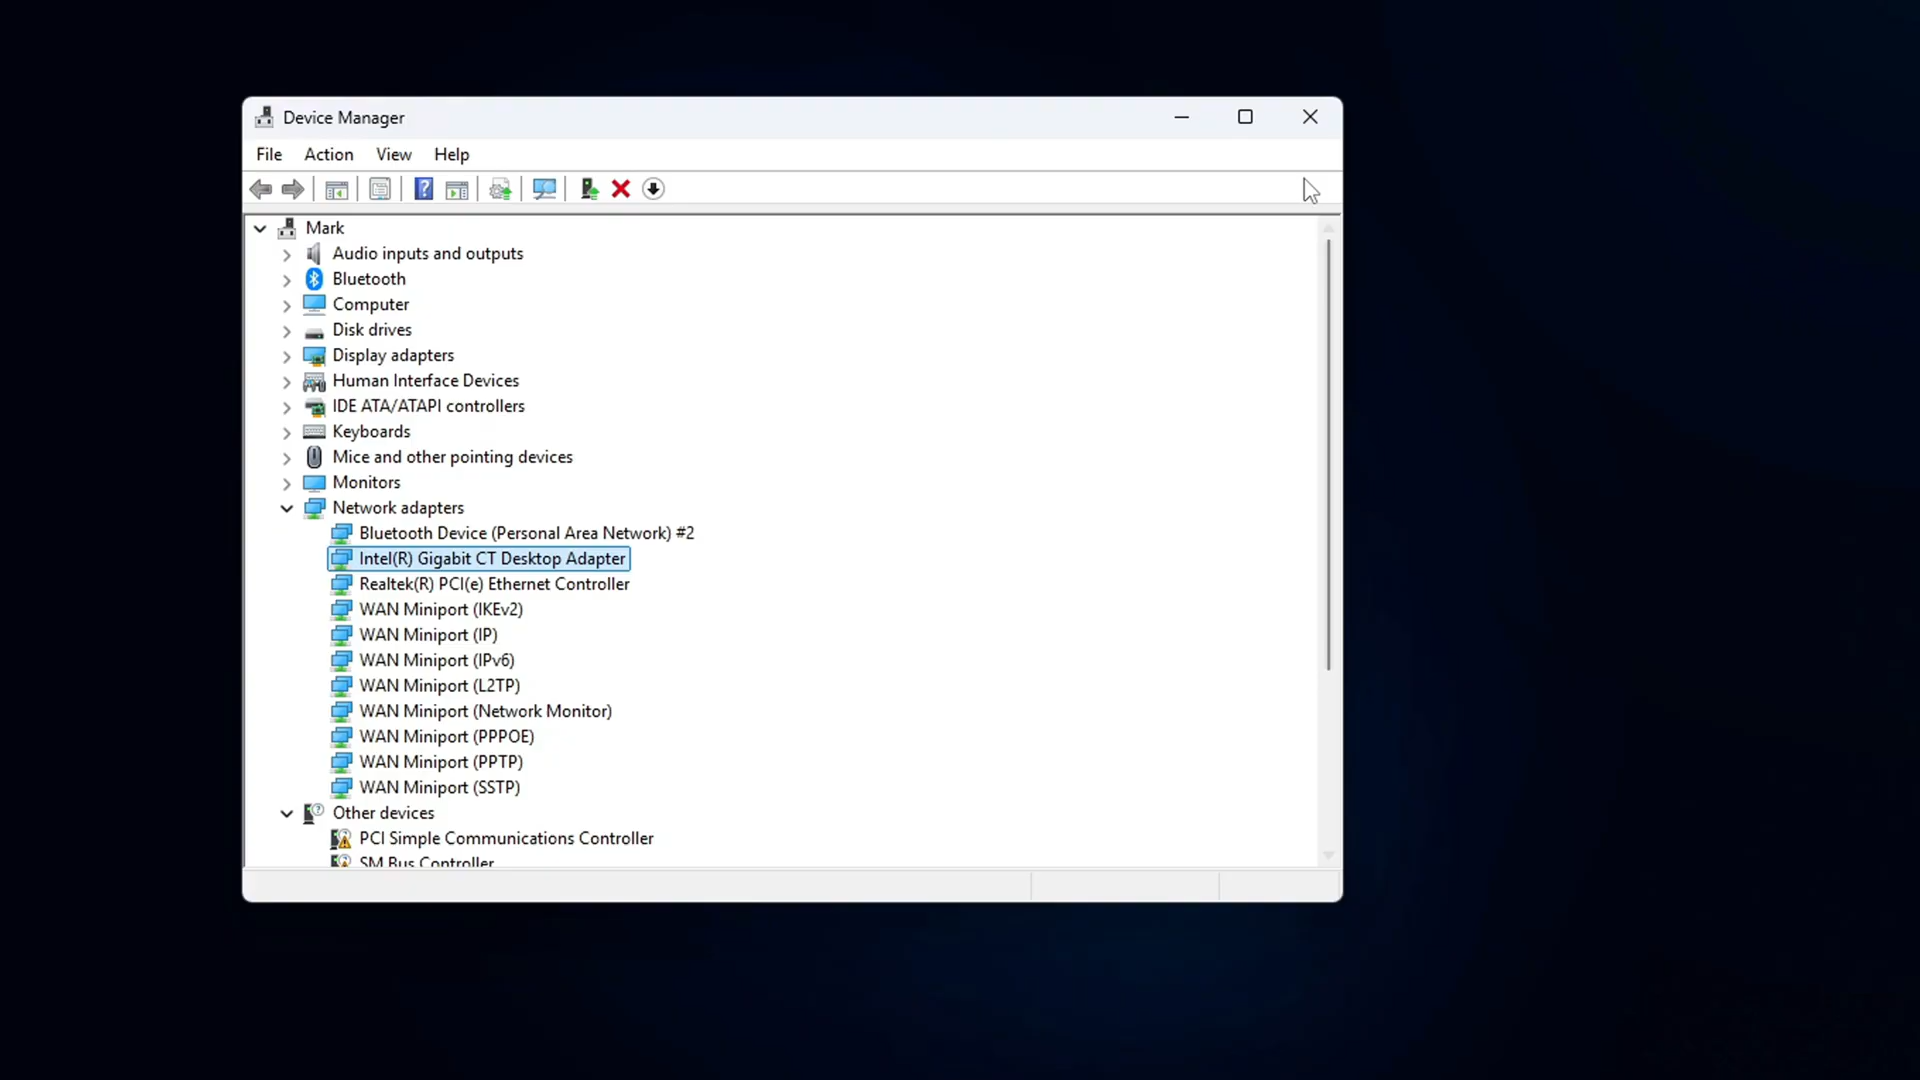 Device Manager
File Action View Help
Mark
Audio inputs and outputs
Bluetooth
Computer
Disk drives
Display adapters
Human Interface Devices
IDE ATA/ATAPI controllers
Keyboards
Mice and other pointing devices
Monitors
Network adapters
Bluetooth Device (Personal Area Network) #2
Intel(R) Gigabit CT Desktop Adapter
Realtek(R) PCI(e) Ethernet Controller
WAN Miniport (IKEv2)
WAN Miniport (IP)
WAN Miniport (IPv6)
WAN Miniport (L2TP)
WAN Miniport (Network Monitor)
WAN Miniport (PPPOE)
WAN Miniport (PPTP)
WAN Miniport (SSTP)
Other devices
PCI Simple Communications Controller
SM Bus Controller